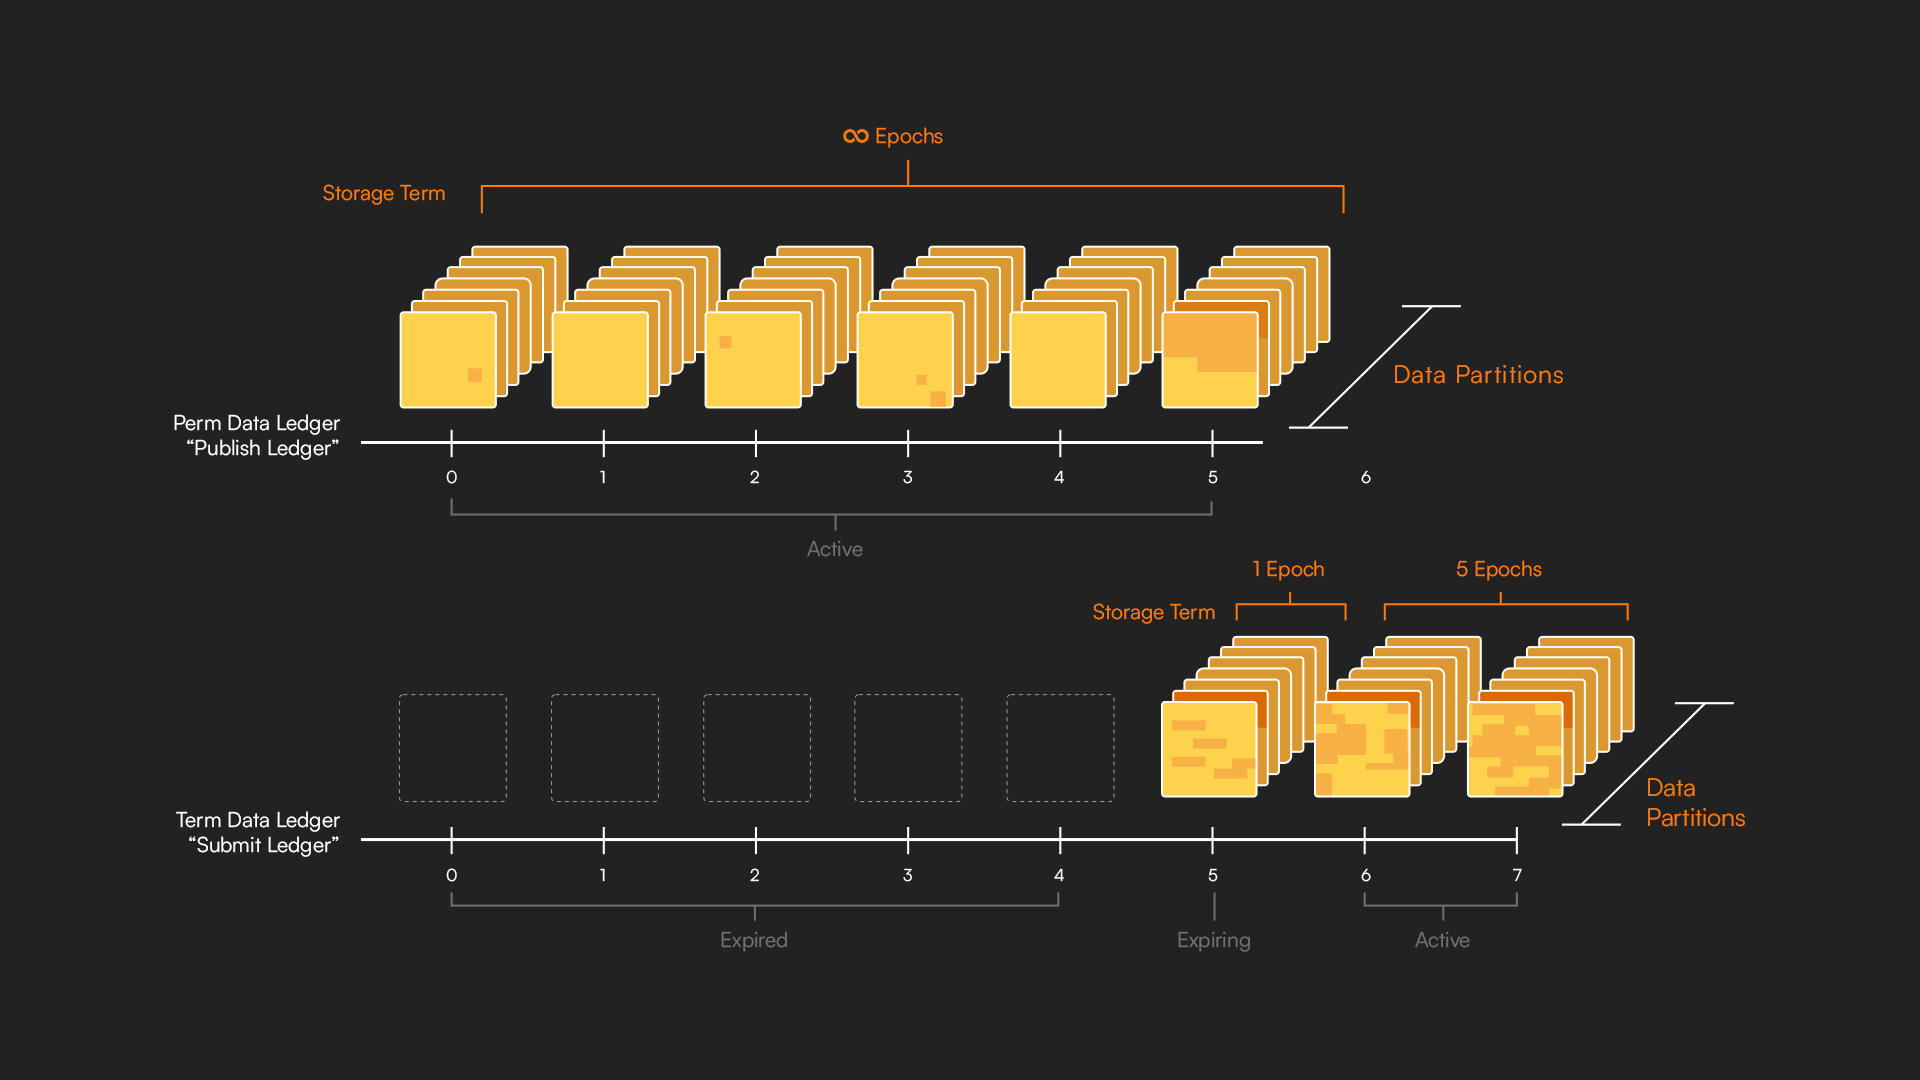 ∞ Epochs
Storage Term
Data Partitions
Perm Data Ledger
“Publish Ledger”
0 1 2 3 4 5 6
Active
1 Epoch 5 Epochs
Storage Term
Data
Partitions
Term Data Ledger
“Submit Ledger”
0 1 2 3 4 5 6 7
Expired Expiring Active